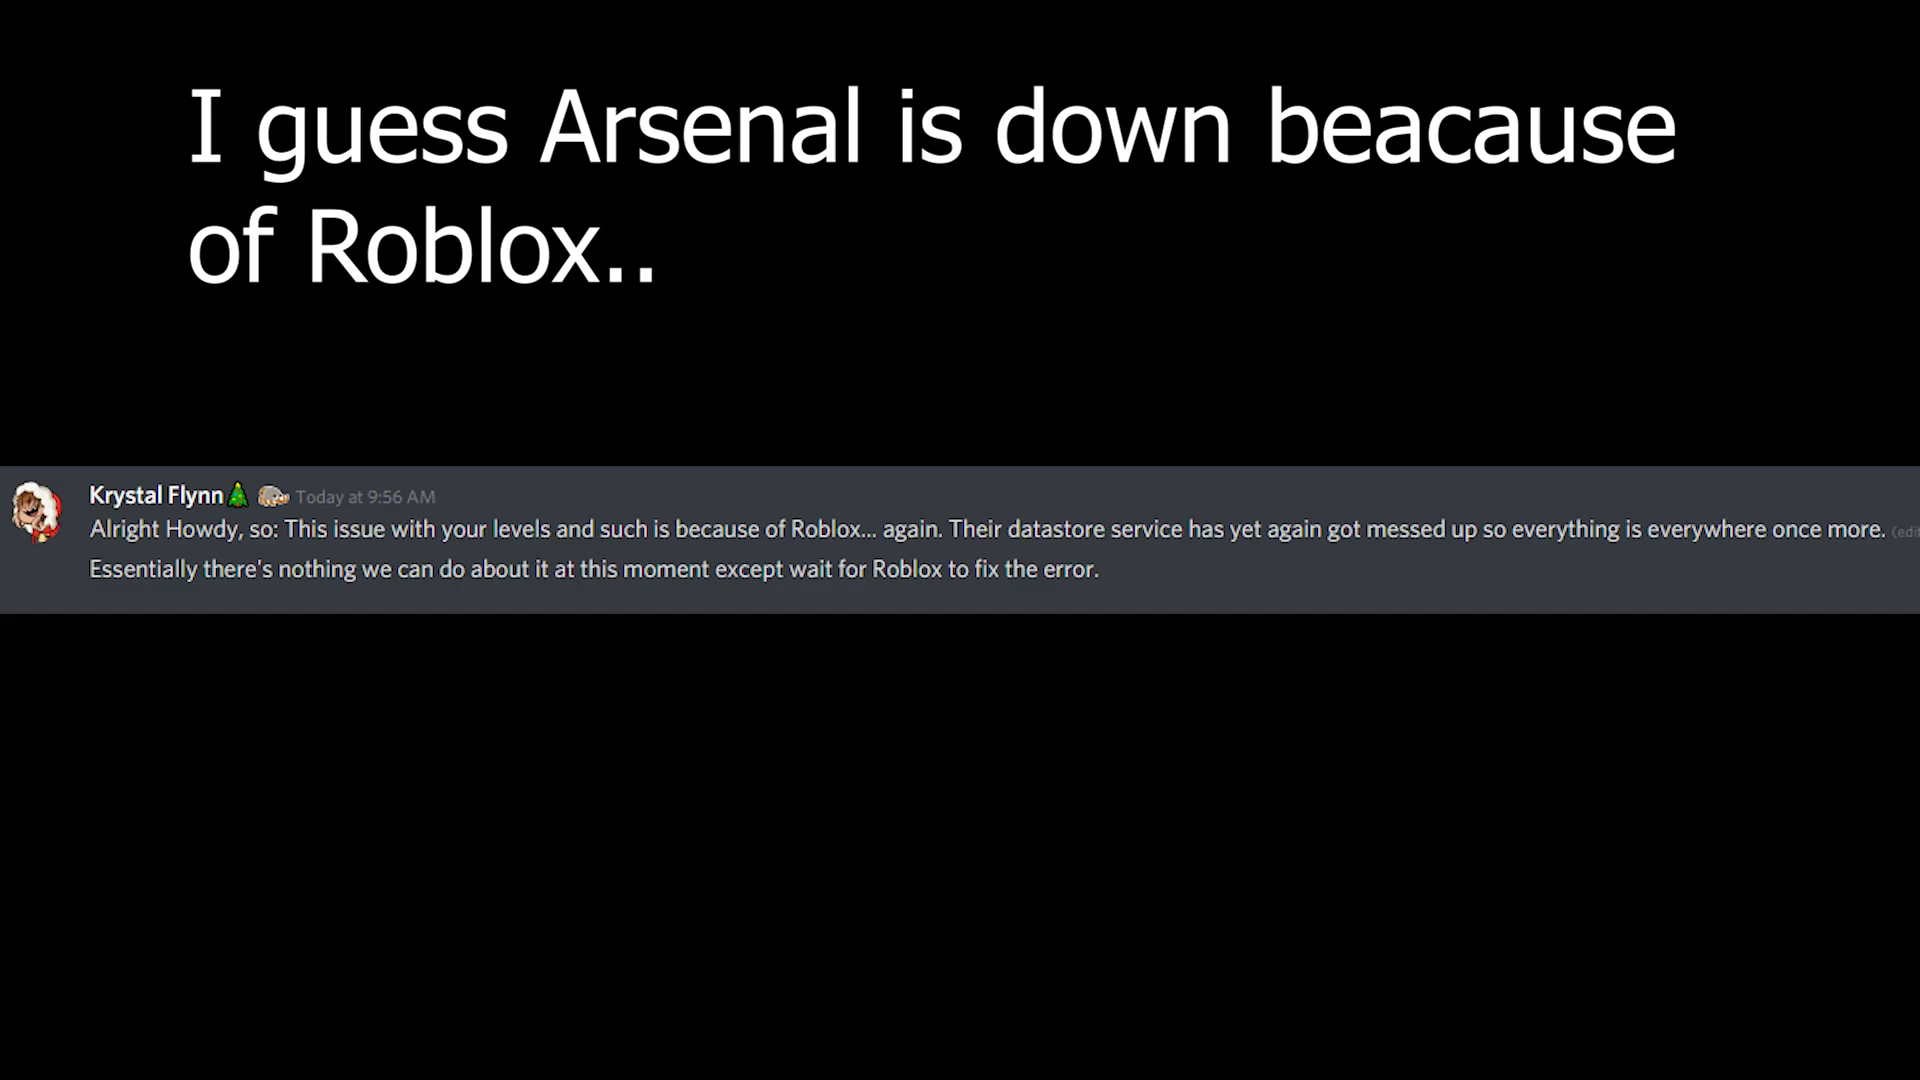 I guess Arsenal is down beacause
of Roblox..
Krystal Flynn🎄 Today at 9:56 AM
Alright Howdy, so: This issue with your levels and such is because of Roblox... again. Their datastore service has yet again got messed up so everything is everywhere once more. (edi
Essentially there's nothing we can do about it at this moment except wait for Roblox to fix the error.